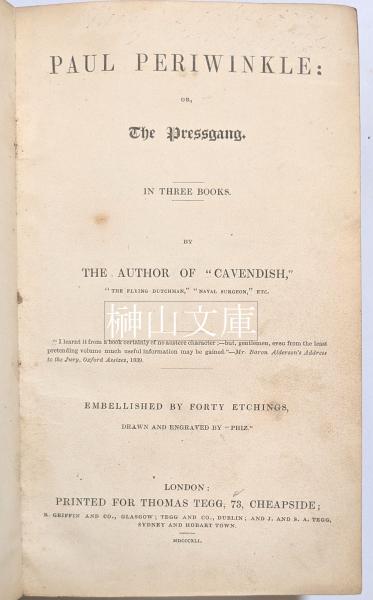 PAUL PERIWINKLE:
OR,
The Pressgang.
IN THREE BOOKS.
BY
THE AUTHOR OF "CAVENDISH,"
"THE FLYING DUTCHMAN," "NAVAL SURGEON," ETC.
榊山文庫
"I learnt it from a book certainly of no austere character;—but, gentlemen, even from the least
pretending volume much useful information may be gained."—Mr. Baron Alderson's Address
to the Jury, Oxford Assizes, 1839.
EMBELLISHED BY FORTY ETCHINGS,
DRAWN AND ENGRAVED BY "PHIZ."
LONDON:
PRINTED FOR THOMAS TEGG, 73, CHEAPSIDE;
R. GRIFFIN AND CO., GLASGOW; TEGG AND CO., DUBLIN; AND J. AND S. A. TEGG,
SYDNEY AND HOBART TOWN.
MDCCCXLI.